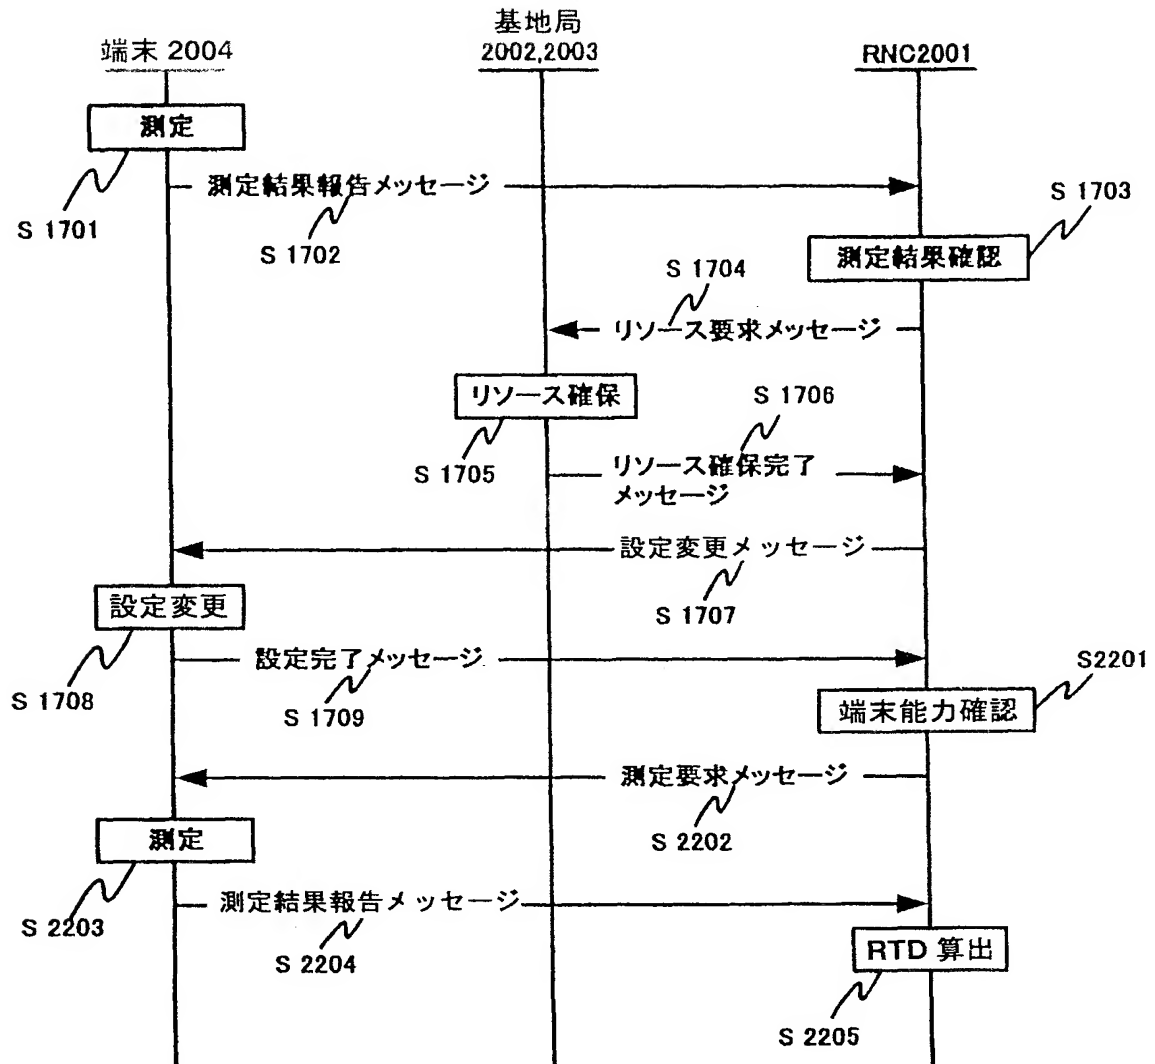 端末 2004
基地局
2002,2003
RNC2001
測定
S 1701
測定結果報告メッセージ
S 1702
S 1703
測定結果確認
S 1704
リソース要求メッセージ
リソース確保
S 1705
S 1706
リソース確保完了
メッセージ
設定変更メッセージ
S 1707
設定変更
S 1708
設定完了メッセージ
S 1709
S2201
端末能力確認
測定要求メッセージ
S 2202
測定
S 2203
測定結果報告メッセージ
S 2204
RTD 算出
S 2205